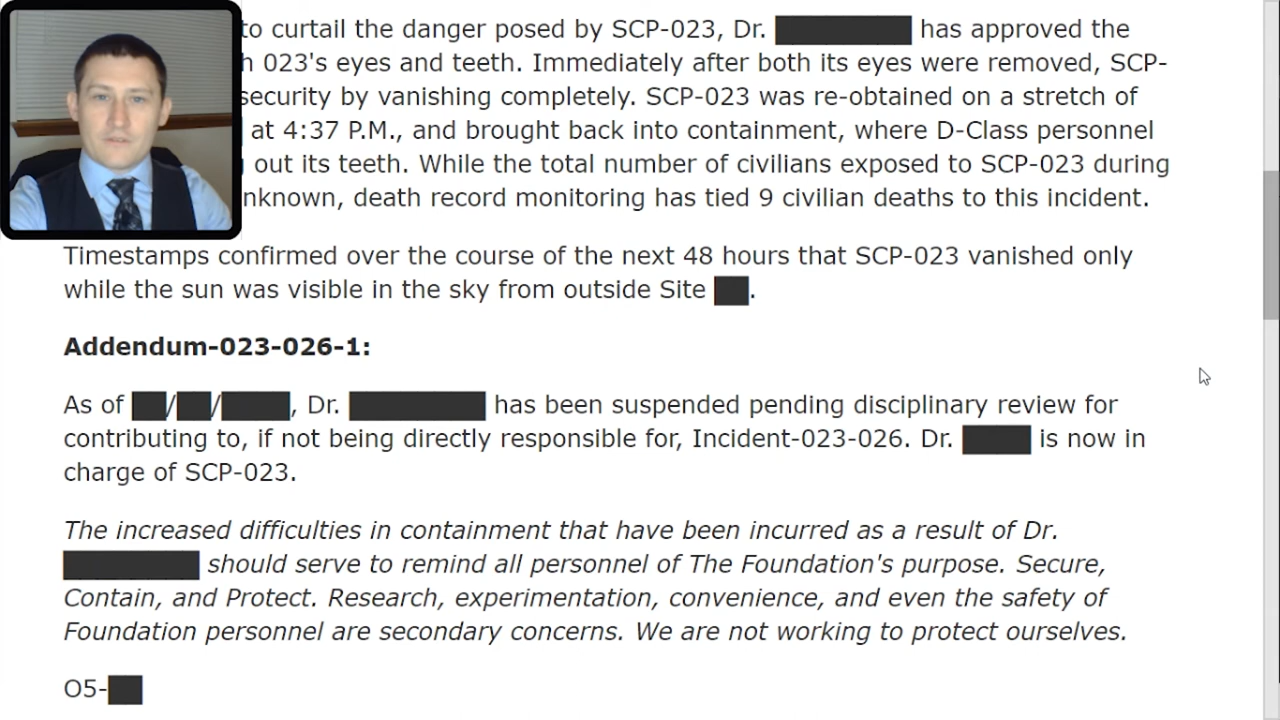 to curtail the danger posed by SCP-023, Dr. ████████ has approved the
023's eyes and teeth. Immediately after both its eyes were removed, SCP-
security by vanishing completely. SCP-023 was re-obtained on a stretch of
at 4:37 P.M., and brought back into containment, where D-Class personnel
out its teeth. While the total number of civilians exposed to SCP-023 during
nknown, death record monitoring has tied 9 civilian deaths to this incident.
Timestamps confirmed over the course of the next 48 hours that SCP-023 vanished only
while the sun was visible in the sky from outside Site ██.
Addendum-023-026-1:
As of ██/██/████, Dr. ████████ has been suspended pending disciplinary review for
contributing to, if not being directly responsible for, Incident-023-026. Dr. ████ is now in
charge of SCP-023.
The increased difficulties in containment that have been incurred as a result of Dr.
████████ should serve to remind all personnel of The Foundation's purpose. Secure,
Contain, and Protect. Research, experimentation, convenience, and even the safety of
Foundation personnel are secondary concerns. We are not working to protect ourselves.
O5-██